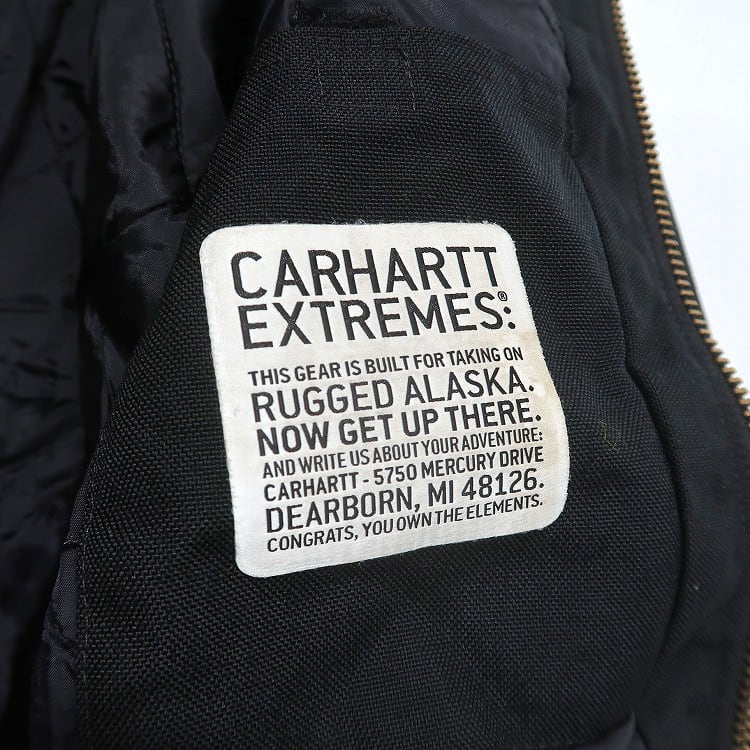 CARHARTT
EXTREMES®:
THIS GEAR IS BUILT FOR TAKING ON
RUGGED ALASKA.
NOW GET UP THERE.
AND WRITE US ABOUT YOUR ADVENTURE:
CARHARTT - 5750 MERCURY DRIVE
DEARBORN, MI 48126.
CONGRATS, YOU OWN THE ELEMENTS.